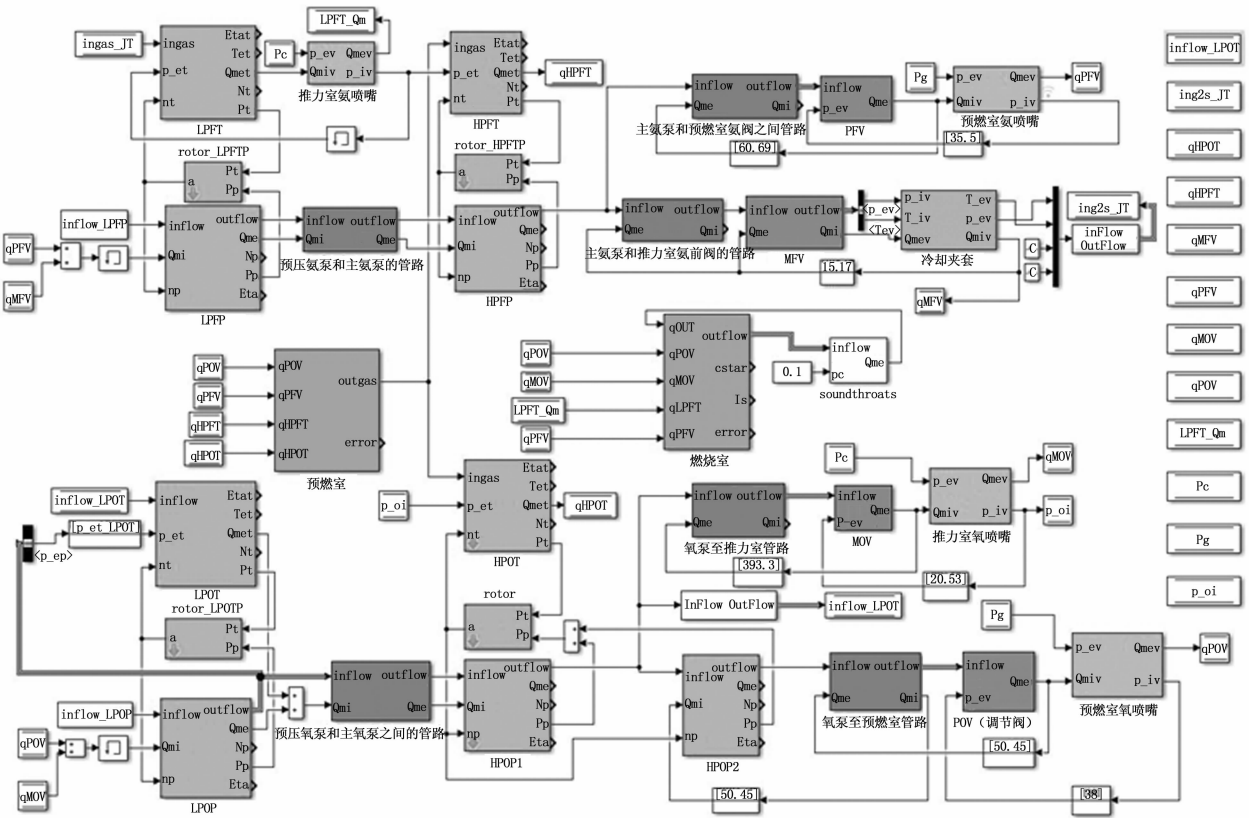 ingas_JT
ingas
p_et
nt
Etat
Tet
Qmet
Nt
Pt
LPFT
LPFT_Qm
Pc
p_ev
Qmiv
Qmev
p_iv
推力室氨喷嘴
rotor_LPFTP
a
Pt
Pp
inflow_LPFP
qPFV
qMFV
inflow
Qmi
np
outflow
Qme
Np
Pp
Eta
LPFP
inflow outflow
Qmi Qme
预压氨泵和主氨泵的管路
ingas
p_et
nt
Etat
Tet
Qmet
Nt
Pt
HPFT
qHPFT
rotor_HPFTP
a
Pt
Pp
inflow
Qmi
np
outflow
Qme
Np
Pp
Eta
HPFP
inflow outflow
Qme Qmi
主氨泵和预燃室氨阀之间管路
[60.69]
inflow
p_ev
Qme
PFV
[35.5]
Pg
p_ev
Qmiv
Qmev
p_iv
预燃室氨喷嘴
qPFV
inflow outflow
Qme Qmi
主氨泵和推力室氨前阀的管路
inflow outflow
Qme Qmi
MFV
15.17
<p_ev>
<Tev>
p_iv
T_iv
Qmev
T_ev
p_ev
Qmiv
冷却夹套
qMFV
C
C
ing2s_JT
inFlow
OutFlow
qPOV
qPFV
qHPFT
qHPOT
qPOV
qPFV
qHPFT
qHPOT
outgas
error
预燃室
qPOV
qMOV
LPFT_Qm
qPFV
qOUT
qPOV
qMOV
qLPFT
qPFV
outflow
cstar
Is
error
燃烧室
0.1
inflow
pc
Qme
soundthroats
inflow_LPOT
[p_et_LPOT]
<p_ep>
inflow
p_et
nt
Etat
Tet
Qmet
Nt
Pt
LPOT
rotor_LPOTP
a
Pt
Pp
inflow_LPOP
qPOV
qMOV
inflow
Qmi
np
outflow
Qme
Np
Pp
Eta
LPOP
inflow outflow
Qmi Qme
预压氧泵和主氧泵之间的管路
p_oi
ingas
p_et
nt
Etat
Tet
Qmet
Nt
Pt
HPOT
qHPOT
rotor
a
Pt
Pp
inflow
Qmi
np
outflow
Qme
Np
Pp
Eta
HPOP1
inflow outflow
Qme Qmi
氧泵至推力室管路
[393.3]
inflow
P_ev
Qme
MOV
[20.53]
Pc
p_ev
Qmiv
Qmev
p_iv
推力室氧喷嘴
qMOV
p_oi
InFlow OutFlow
inflow_LPOT
inflow
Qmi
np
outflow
Qme
Np
Pp
Eta
HPOP2
[50.45]
inflow outflow
Qme Qmi
氧泵至预燃室管路
inflow
p_ev
Qme
POV（调节阀）
[50.45]
[38]
Pg
p_ev
Qmiv
Qmev
p_iv
预燃室氧喷嘴
qPOV
inflow_LPOT
ing2s_JT
qHPOT
qHPFT
qMFV
qPFV
qMOV
qPOV
LPFT_Qm
Pc
Pg
p_oi